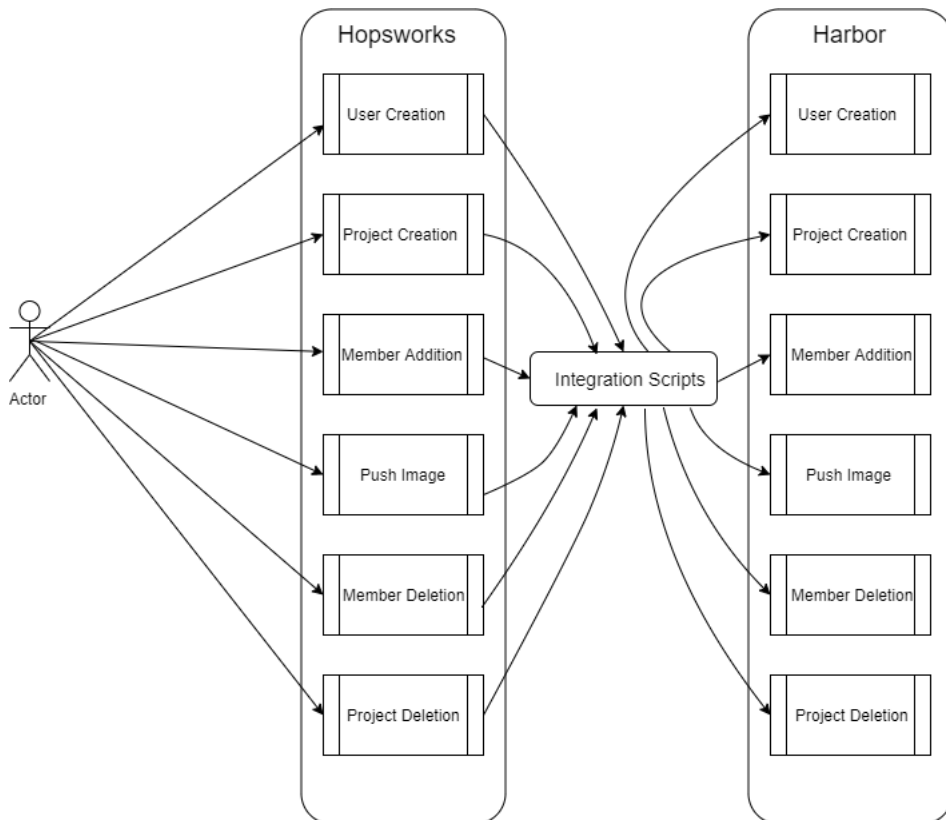 Hopsworks
User Creation
Project Creation
Member Addition
Push Image
Member Deletion
Project Deletion
Actor
Integration Scripts
Harbor
User Creation
Project Creation
Member Addition
Push Image
Member Deletion
Project Deletion